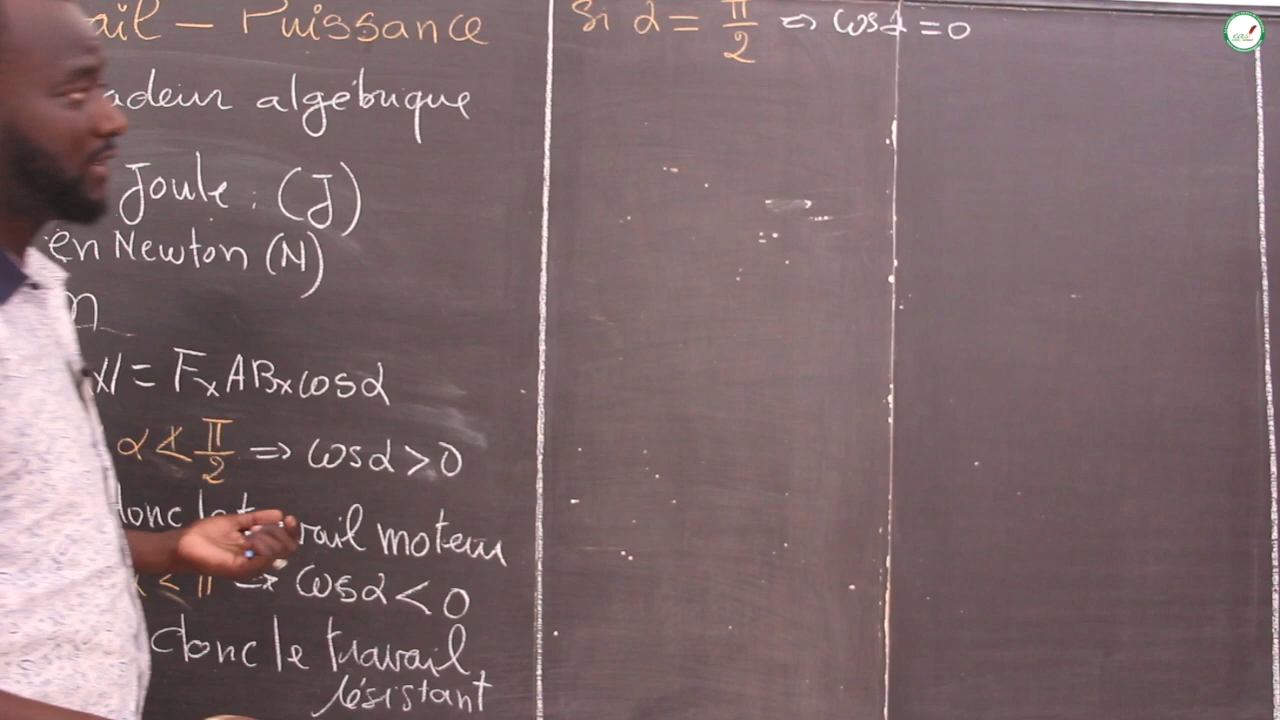 ail - Puissance
adeur algébrique
Joule : (J)
en Newton (N)
m
W = F x AB x cosα
α < π/2 => cosα > 0
donc le travail moteur
α ≤ π => cosα < 0
donc le travail
résistant
Si α = π/2 => cosα = 0